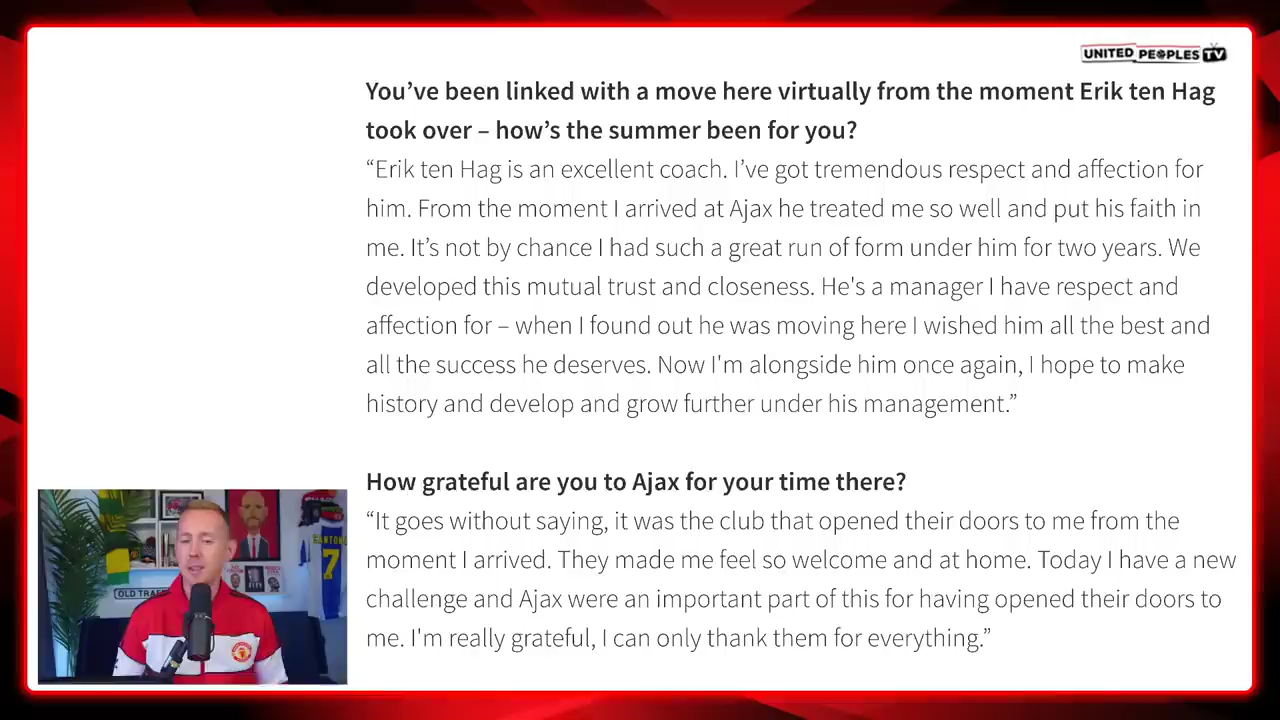 UNITED PEOPLES TV
You’ve been linked with a move here virtually from the moment Erik ten Hag
took over – how’s the summer been for you?
“Erik ten Hag is an excellent coach. I’ve got tremendous respect and affection for
him. From the moment I arrived at Ajax he treated me so well and put his faith in
me. It’s not by chance I had such a great run of form under him for two years. We
developed this mutual trust and closeness. He's a manager I have respect and
affection for – when I found out he was moving here I wished him all the best and
all the success he deserves. Now I'm alongside him once again, I hope to make
history and develop and grow further under his management.”
How grateful are you to Ajax for your time there?
“It goes without saying, it was the club that opened their doors to me from the
moment I arrived. They made me feel so welcome and at home. Today I have a new
challenge and Ajax were an important part of this for having opened their doors to
me. I'm really grateful, I can only thank them for everything.”
CANTONA
7
OLD TRAF